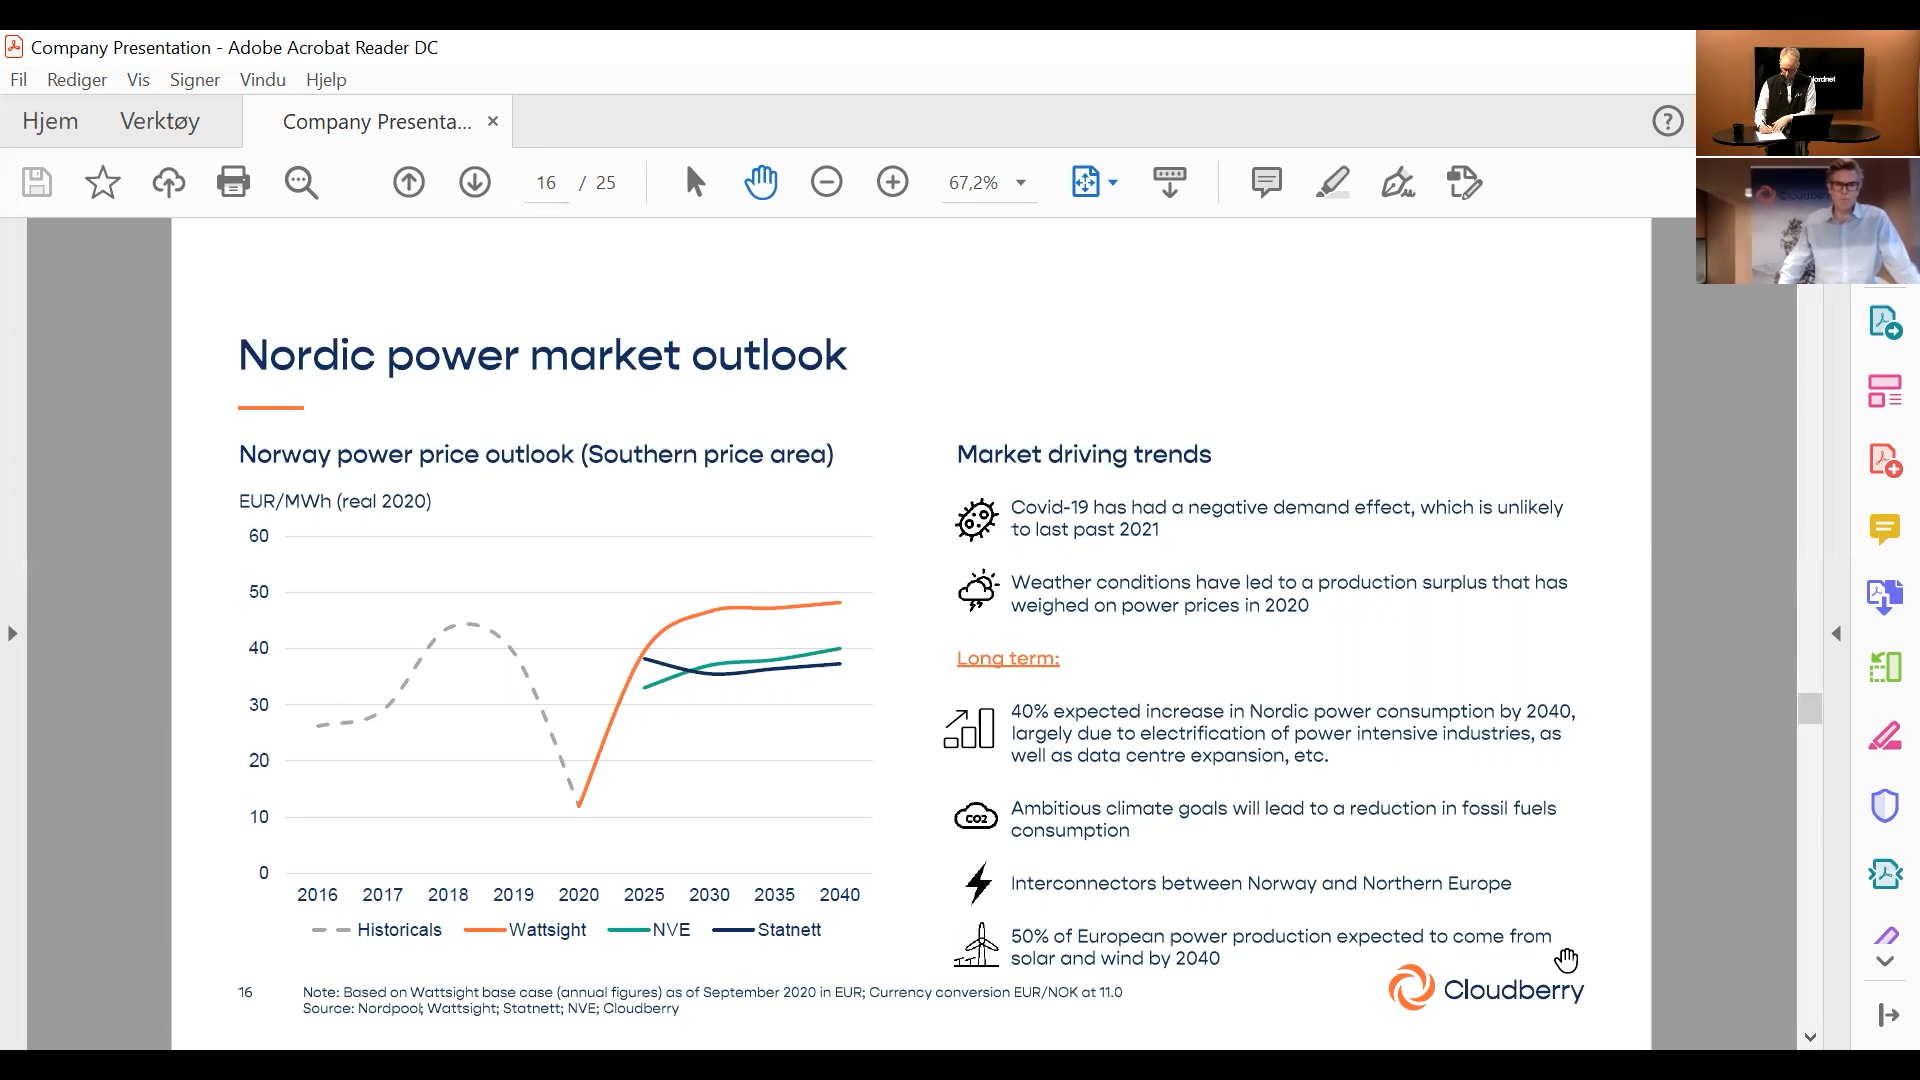 Company Presentation - Adobe Acrobat Reader DC
Fil Rediger Vis Signer Vindu Hjelp
Hjem Verktøy Company Presenta... ×
16 / 25 67,2% ?
Nordnet
Cloudberry
Nordic power market outlook
Norway power price outlook (Southern price area)
EUR/MWh (real 2020)
60
50
40
30
20
10
0
2016 2017 2018 2019 2020 2025 2030 2035 2040
Historicals Wattsight NVE Statnett
Market driving trends
Covid-19 has had a negative demand effect, which is unlikely
to last past 2021
Weather conditions have led to a production surplus that has
weighed on power prices in 2020
Long term:
40% expected increase in Nordic power consumption by 2040,
largely due to electrification of power intensive industries, as
well as data centre expansion, etc.
CO2
Ambitious climate goals will lead to a reduction in fossil fuels
consumption
Interconnectors between Norway and Northern Europe
50% of European power production expected to come from
solar and wind by 2040
16
Note: Based on Wattsight base case (annual figures) as of September 2020 in EUR; Currency conversion EUR/NOK at 11.0
Source: Nordpool; Wattsight; Statnett; NVE; Cloudberry
Cloudberry